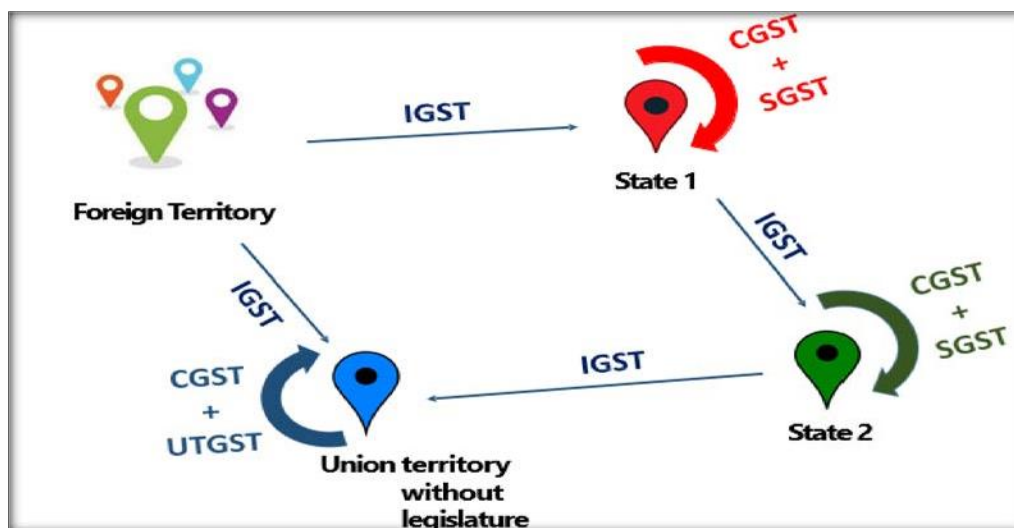 CGST
+
SGST
IGST
State 1
Foreign Territory
IGST
IGST
CGST
+
SGST
IGST
CGST
+
UTGST
State 2
Union territory
without
legislature